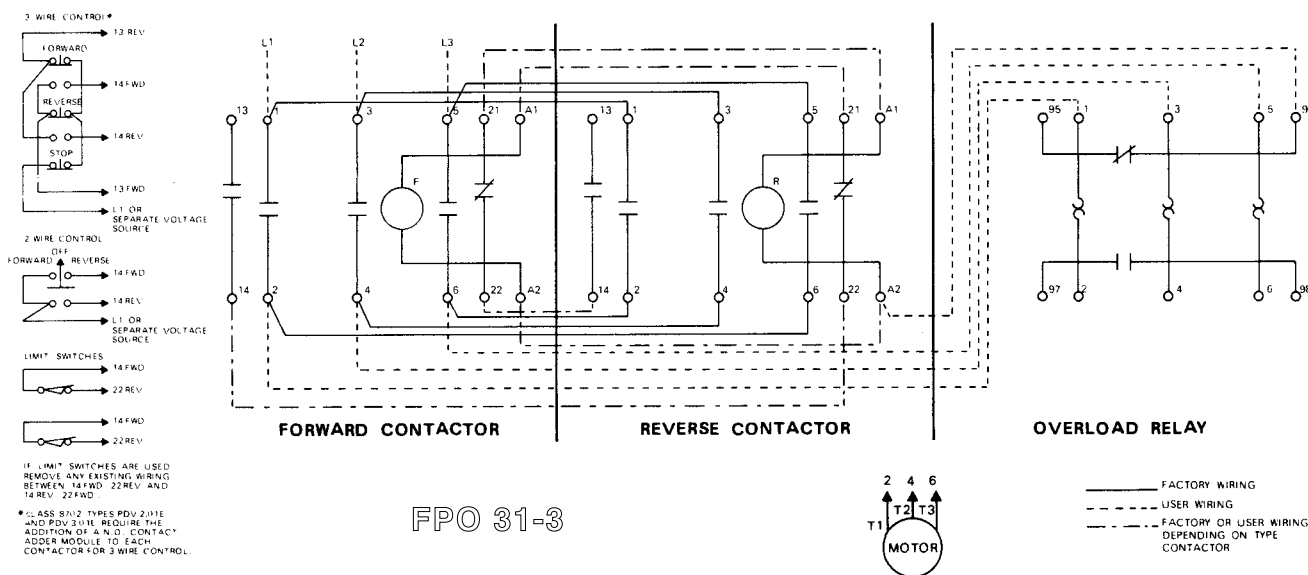 3 WIRE CONTROL*
13 REV
FORWARD
14 FWD
REVERSE
14 REV
STOP
13 FWD
L1 OR
SEPARATE VOLTAGE
SOURCE
2 WIRE CONTROL
OFF
FORWARD REVERSE
14 FWD
14 REV
L1 OR
SEPARATE VOLTAGE
SOURCE
LIMIT SWITCHES
14 FWD
22 REV
14 FWD
22 REV
IF LIMIT SWITCHES ARE USED
REMOVE ANY EXISTING WIRING
BETWEEN 14 FWD 22 REV AND
14 REV 22 FWD.
* CLASS 8702 TYPES PDV 2.01E
AND PDV 3.01E REQUIRE THE
ADDITION OF A N.O. CONTACT
ADDER MODULE TO EACH
CONTACTOR FOR 3 WIRE CONTROL.
L1 L2 L3
13 1 3 5 21 A1
F
14 2 4 6 22 A2
FORWARD CONTACTOR
13 1 3 5 21 A1
R
14 2 4 6 22 A2
REVERSE CONTACTOR
95 1 3 5 9
97 2 4 6 98
OVERLOAD RELAY
2 4 6
T1 T2 T3
MOTOR
FPO 31-3
FACTORY WIRING
USER WIRING
FACTORY OR USER WIRING
DEPENDING ON TYPE
CONTACTOR